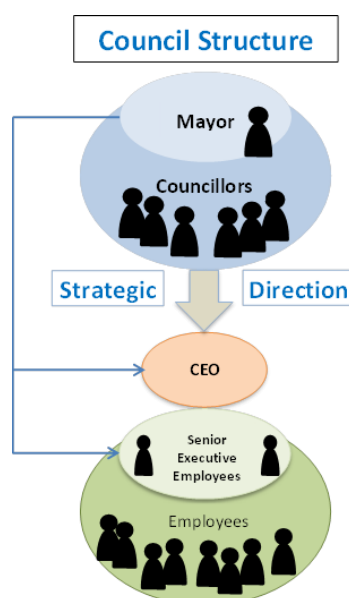 Council Structure
Mayor
Councillors
Strategic Direction
CEO
Senior
Executive
Employees
Employees